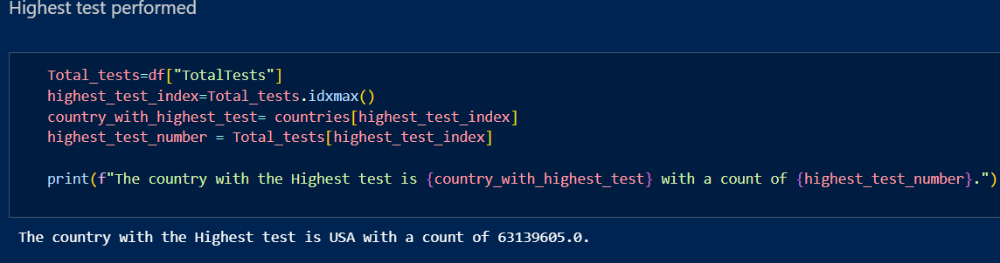 Highest test performed
Total_tests=df["TotalTests"]
highest_test_index=Total_tests.idxmax()
country_with_highest_test= countries[highest_test_index]
highest_test_number = Total_tests[highest_test_index]
print(f"The country with the Highest test is {country_with_highest_test} with a count of {highest_test_number}.")
The country with the Highest test is USA with a count of 63139605.0.